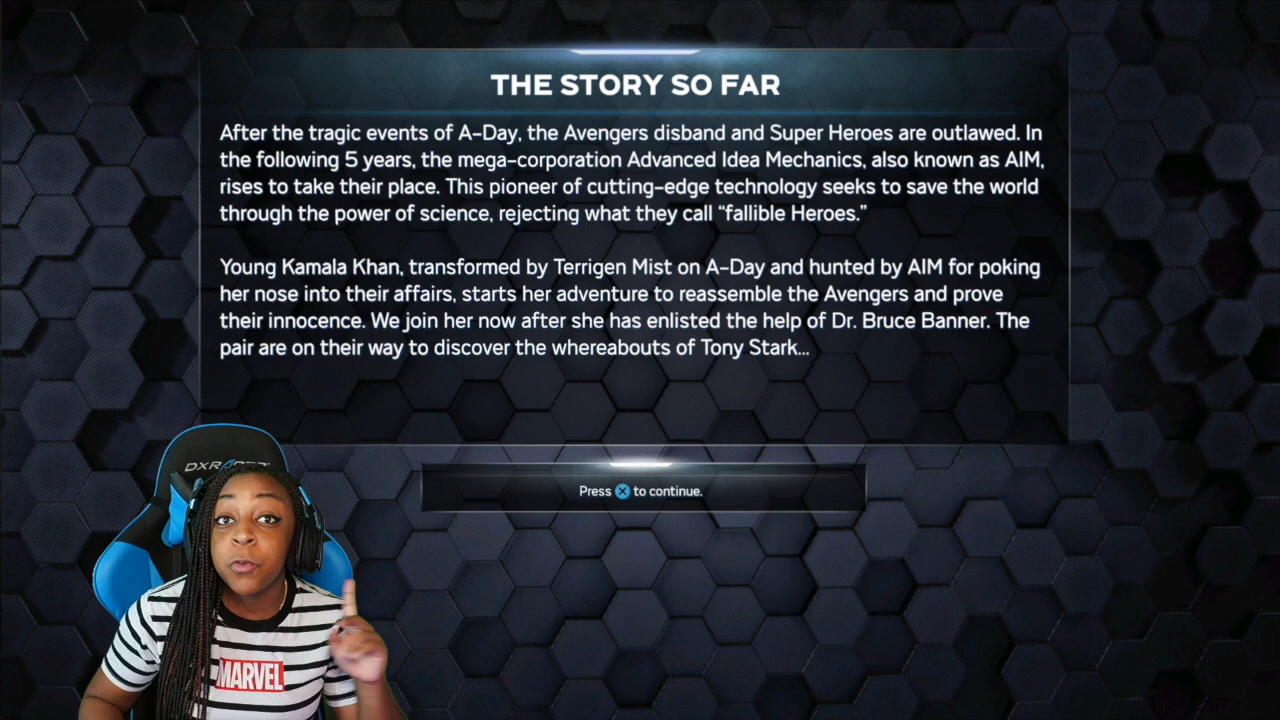 THE STORY SO FAR
After the tragic events of A-Day, the Avengers disband and Super Heroes are outlawed. In
the following 5 years, the mega-corporation Advanced Idea Mechanics, also known as AIM,
rises to take their place. This pioneer of cutting-edge technology seeks to save the world
through the power of science, rejecting what they call “fallible Heroes.”
Young Kamala Khan, transformed by Terrigen Mist on A-Day and hunted by AIM for poking
her nose into their affairs, starts her adventure to reassemble the Avengers and prove
their innocence. We join her now after she has enlisted the help of Dr. Bruce Banner. The
pair are on their way to discover the whereabouts of Tony Stark...
Press X to continue.
MARVEL